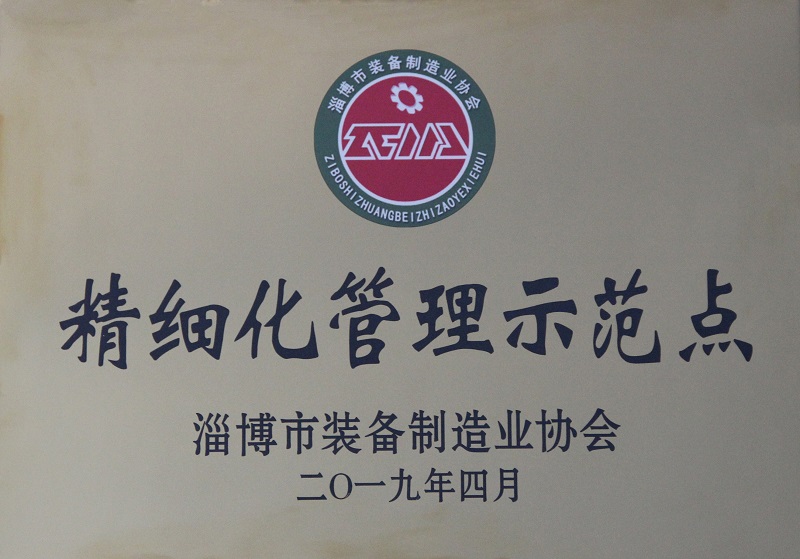 淄博市装备制造业协会
ZIBOSHIZHUANGBEIZHIZAOYEXIEHUI
精细化管理示范点
淄博市装备制造业协会
二〇一九年四月